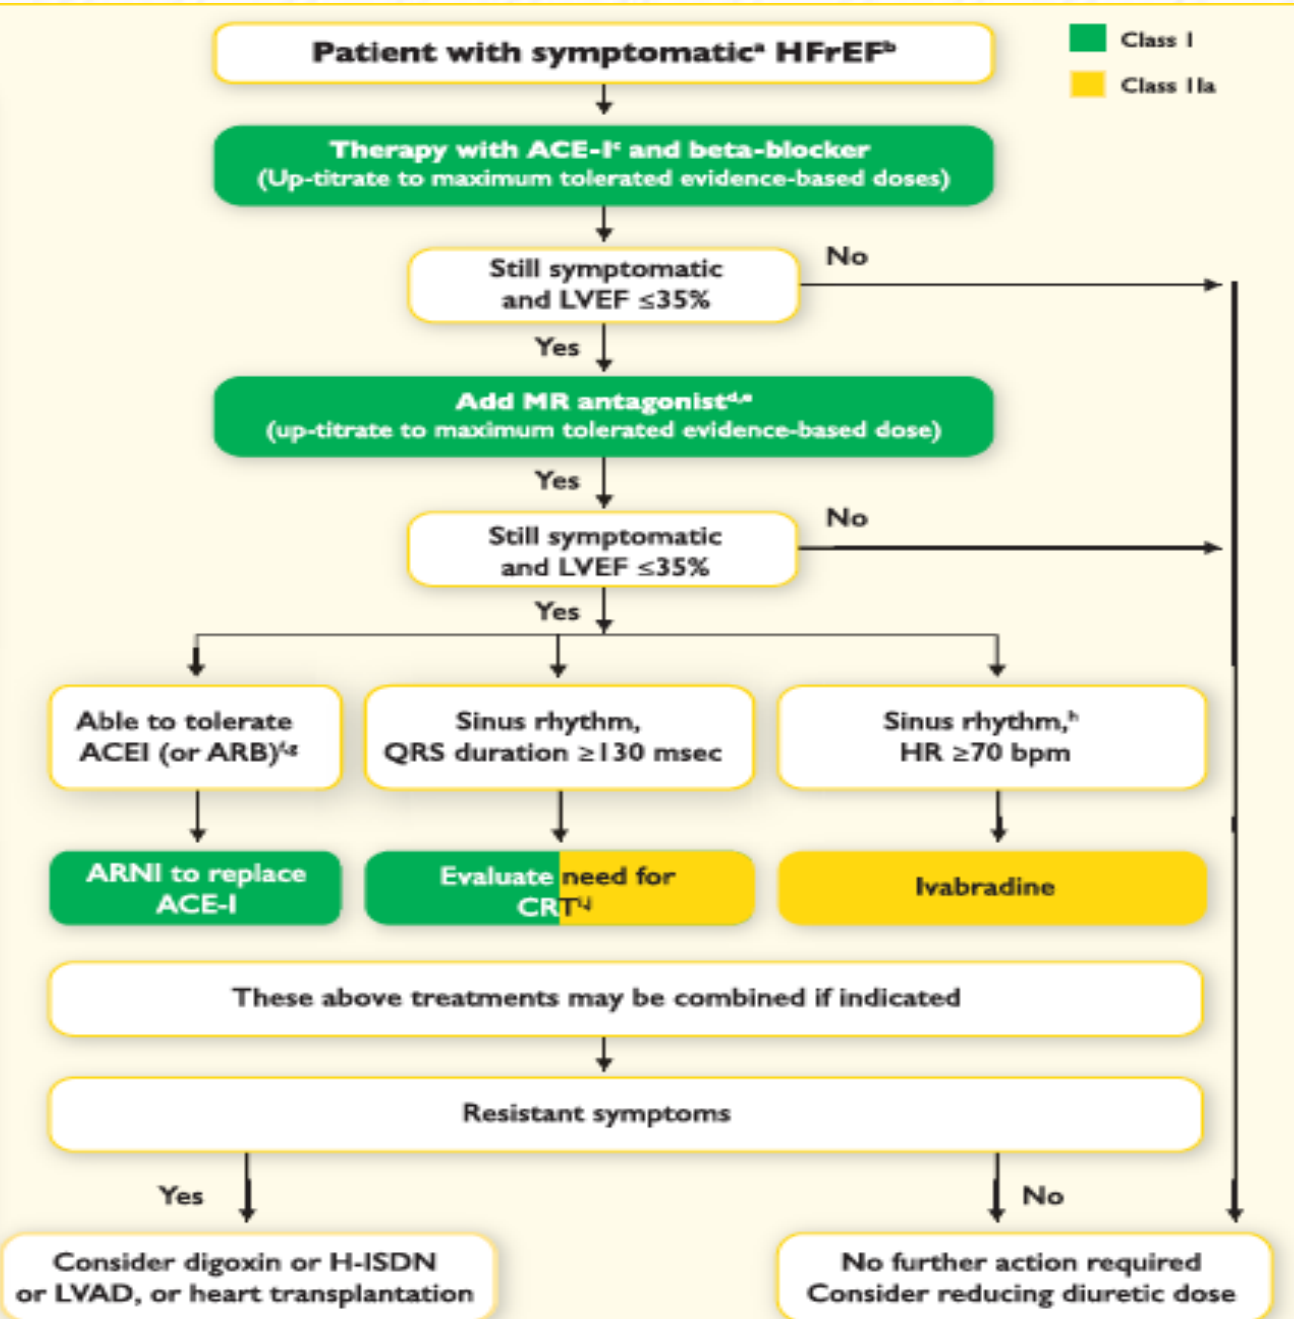 Patient with symptomaticᵃ HFrEFᵇ
Class I
Class IIa
Therapy with ACE-Iᶜ and beta-blocker
(Up-titrate to maximum tolerated evidence-based doses)
Still symptomatic
and LVEF ≤35%
No
Yes
Add MR antagonistᵈ,ᵉ
(up-titrate to maximum tolerated evidence-based dose)
Yes
Still symptomatic
and LVEF ≤35%
No
Yes
Able to tolerate
ACEI (or ARB)ᶠ,ᵍ
Sinus rhythm,
QRS duration ≥130 msec
Sinus rhythm,ʰ
HR ≥70 bpm
ARNI to replace
ACE-I
Evaluate need for
CRTⁱ,ʲ
Ivabradine
These above treatments may be combined if indicated
Resistant symptoms
Yes
No
Consider digoxin or H-ISDN
or LVAD, or heart transplantation
No further action required
Consider reducing diuretic dose